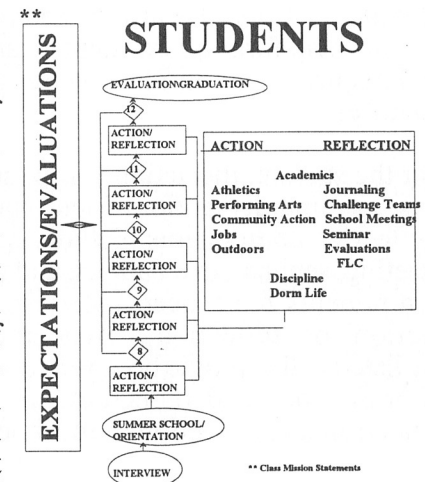 **
STUDENTS
EXPECTATIONS/EVALUATIONS
EVALUATION\GRADUATION
12
ACTION/
REFLECTION
11
ACTION/
REFLECTION
10
ACTION/
REFLECTION
9
ACTION/
REFLECTION
8
ACTION/
REFLECTION
SUMMER SCHOOL/
ORIENTATION
INTERVIEW
ACTION REFLECTION
Academics
Athletics Journaling
Performing Arts Challenge Teams
Community Action School Meetings
Jobs Seminar
Outdoors Evaluations
FLC
Discipline
Dorm Life
** Class Mission Statements